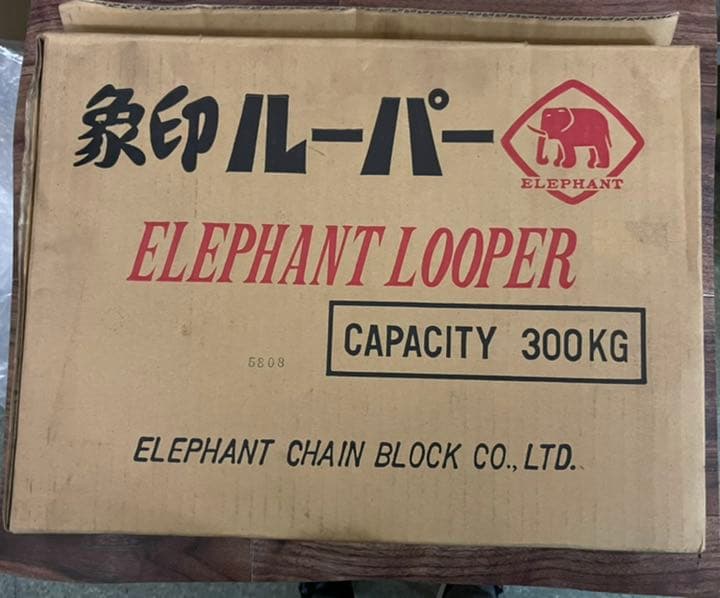 象印ルーパー
ELEPHANT
ELEPHANT LOOPER
CAPACITY 300KG
5808
ELEPHANT CHAIN BLOCK CO., LTD.